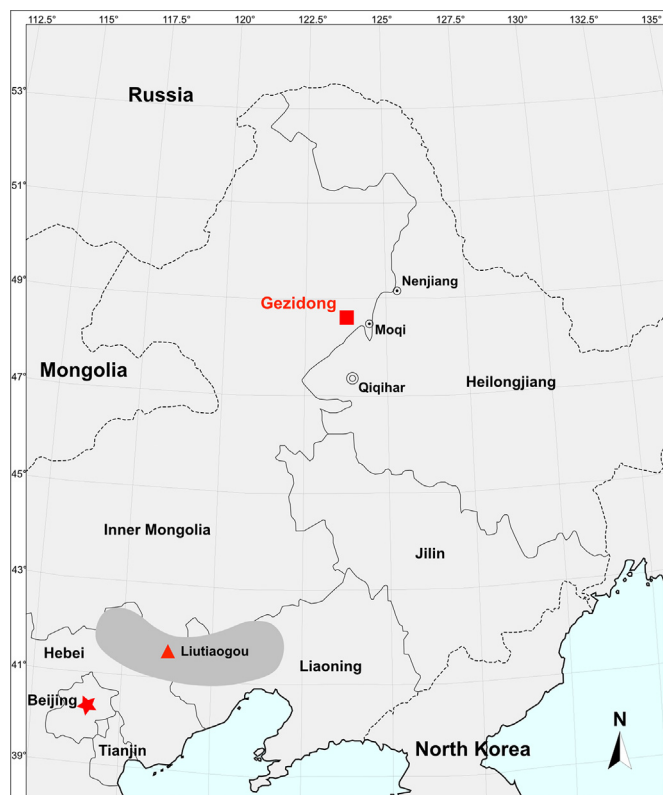 112.5° 115° 117.5° 120° 122.5° 125° 127.5° 130° 132.5° 135°
53°
Russia
51°
49°
Nenjiang
Gezidong
Moqi
Mongolia
47°
Qiqihar
Heilongjiang
45°
Inner Mongolia
Jilin
43°
Hebei
Liutiaogou
41°
Liaoning
Beijing
N
Tianjin
North Korea
39°